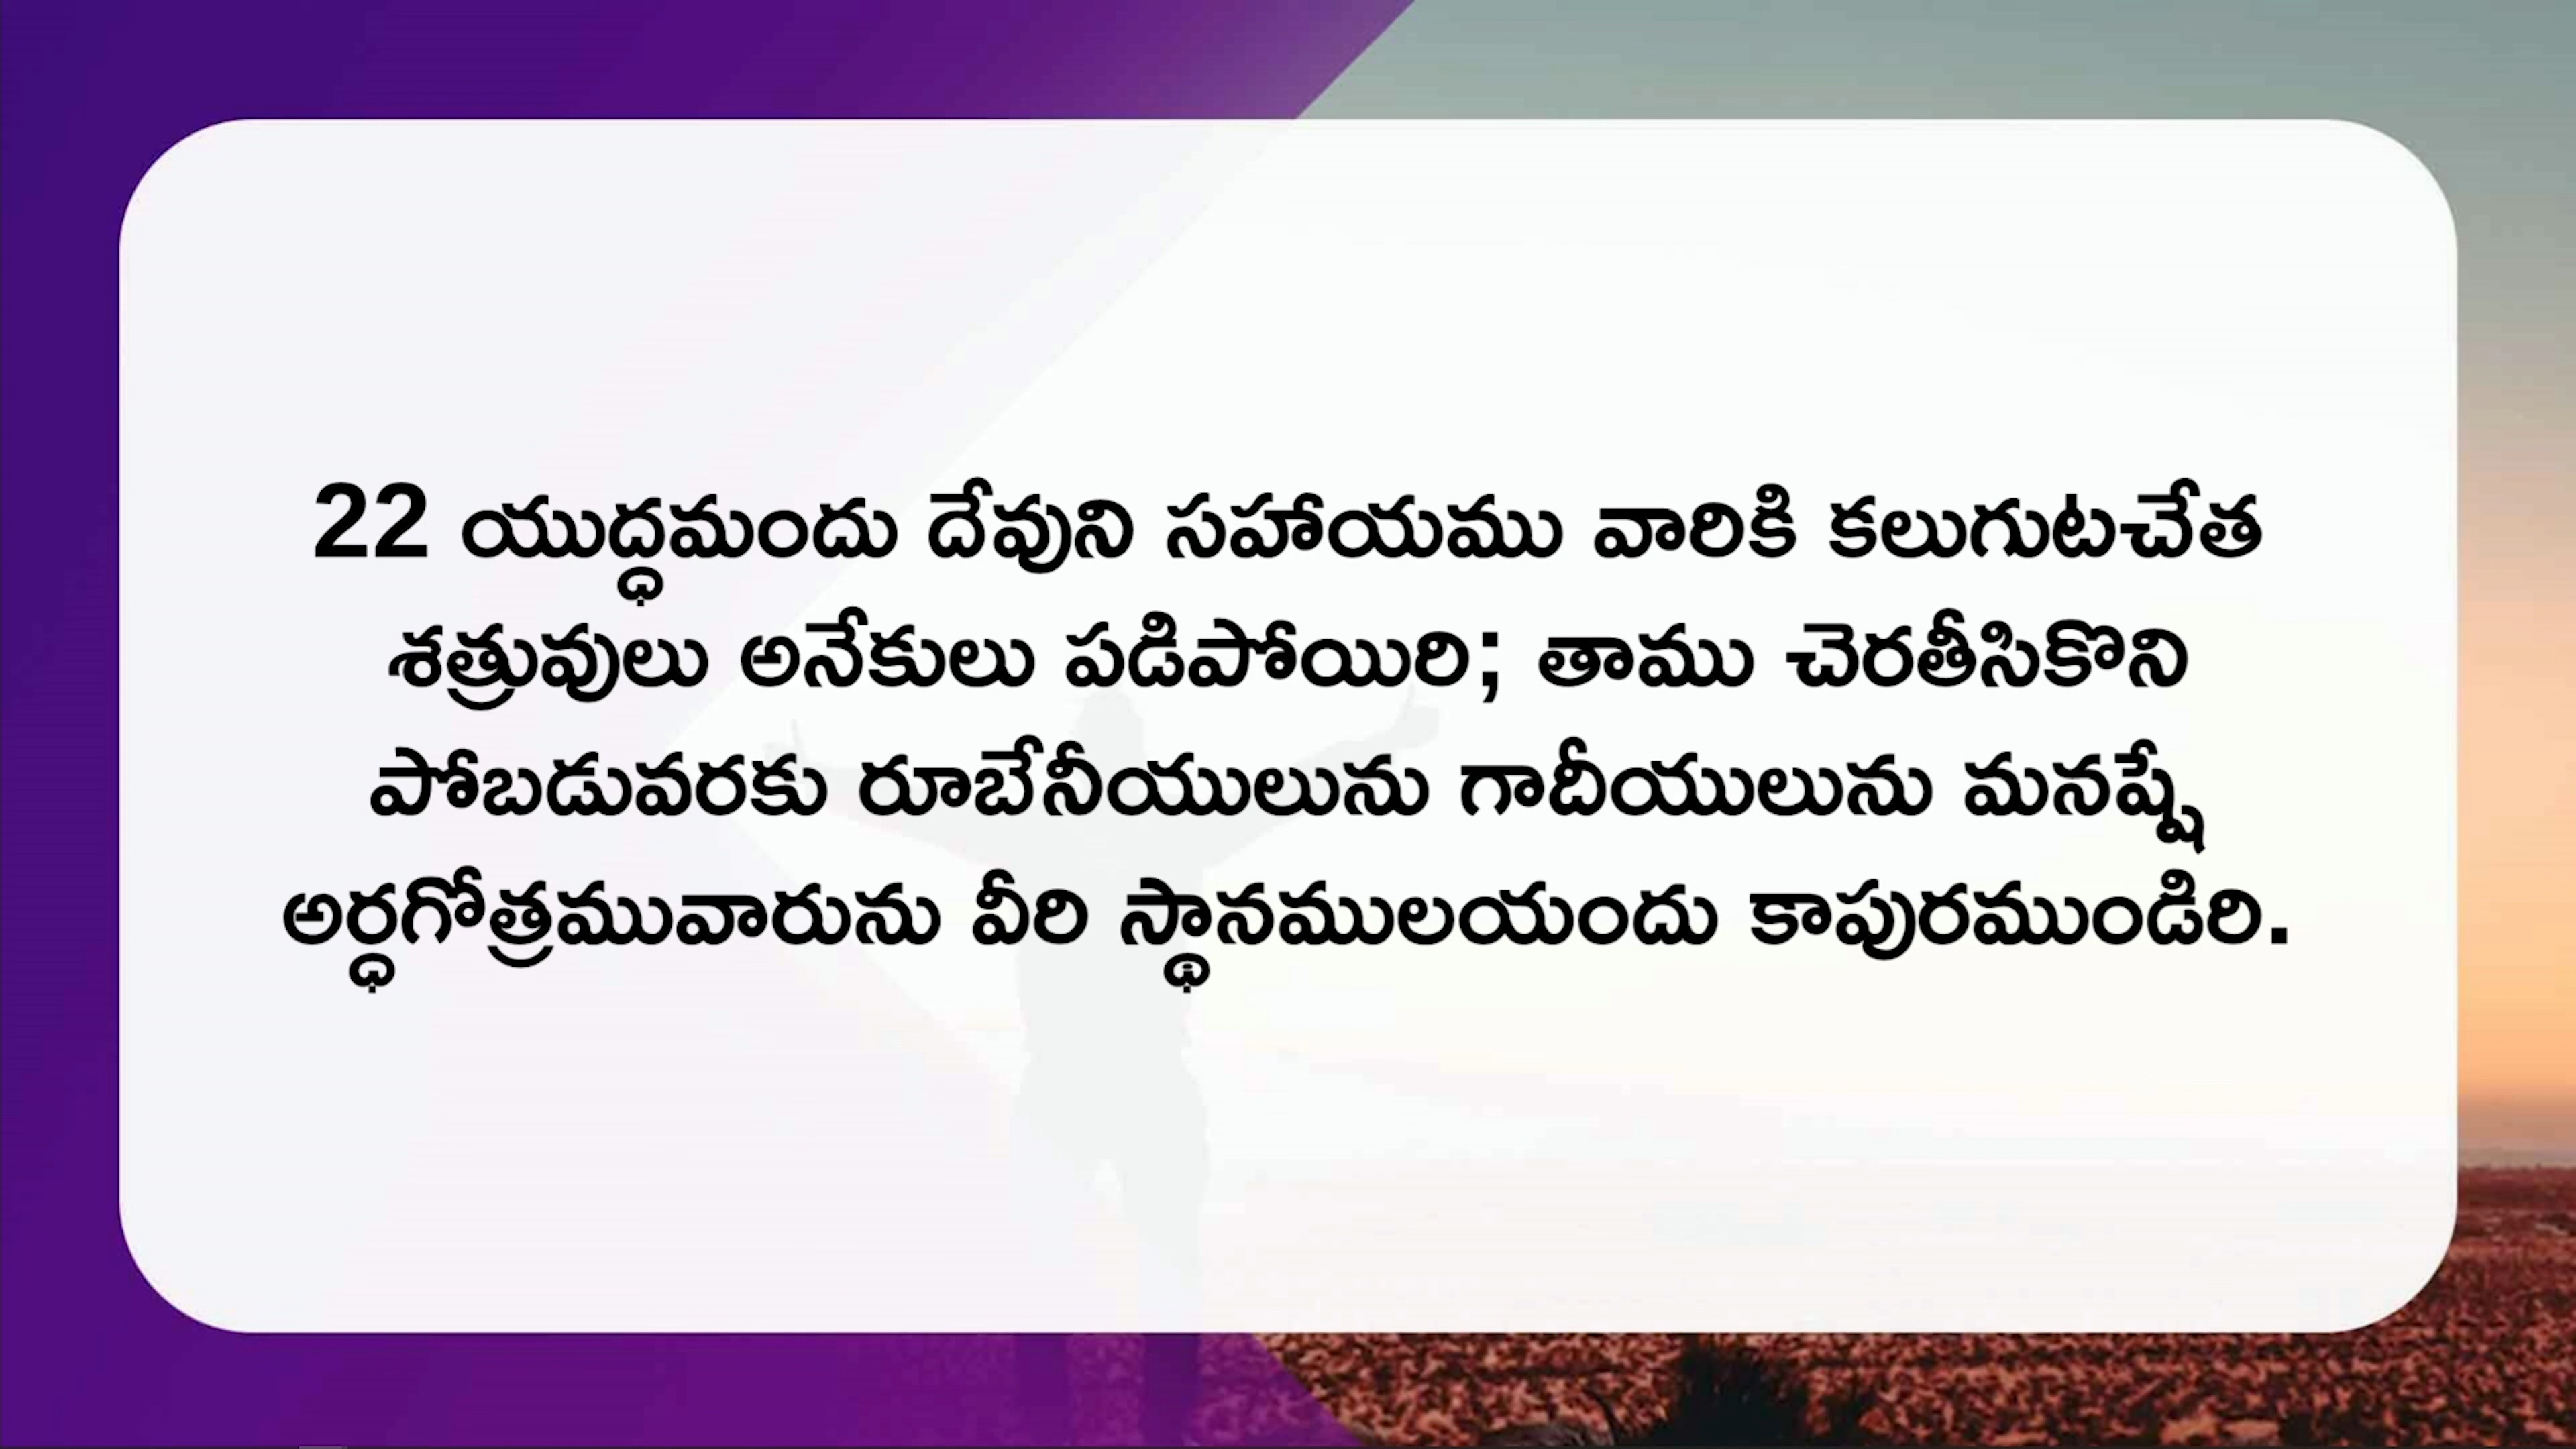 22 యుద్ధమందు దేవుని సహాయము వారికి కలుగుటచేత
శత్రువులు అనేకులు పడిపోయిరి; తాము చెరతీసికొని
పోబడువరకు రూబేనీయులును గాదీయులును మనష్షే
అర్ధగోత్రమువారును వీరి స్థానములయందు కాపురముండిరి.